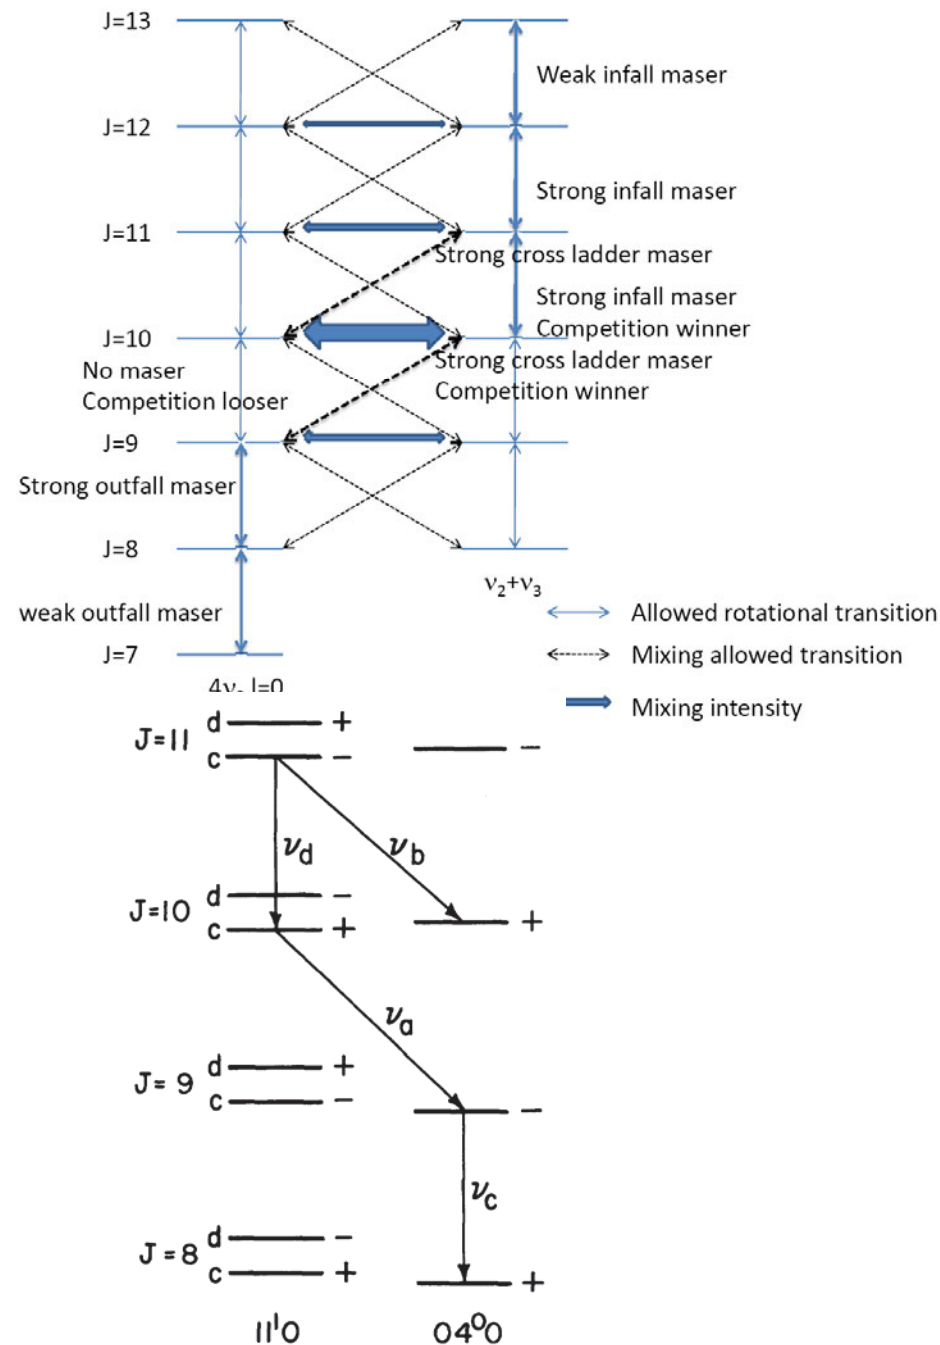 J=13
Weak infall maser
J=12
Strong infall maser
J=11
Strong cross ladder maser
Strong infall maser
Competition winner
J=10
Strong cross ladder maser
Competition winner
No maser
Competition looser
J=9
Strong outfall maser
J=8
ν₂+ν₃
weak outfall maser
Allowed rotational transition
J=7
Mixing allowed transition
Mixing intensity
J=11
d +
c −
−
νd
νb
J=10
d −
c +
+
νa
J=9
d +
c −
−
νc
J=8
d −
c +
+
11¹0
04⁰0